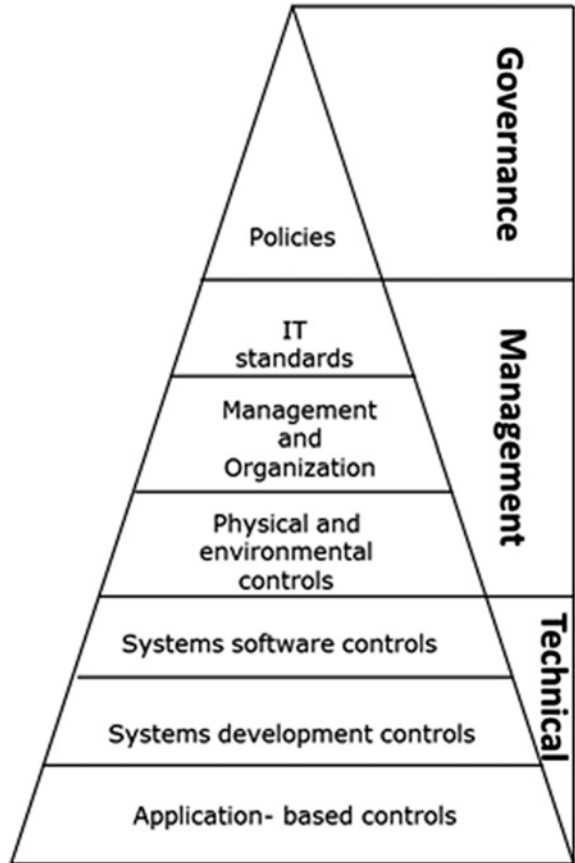 Governance
Policies
Management
IT
standards
Management
and
Organization
Physical and
environmental
controls
Technical
Systems software controls
Systems development controls
Application- based controls